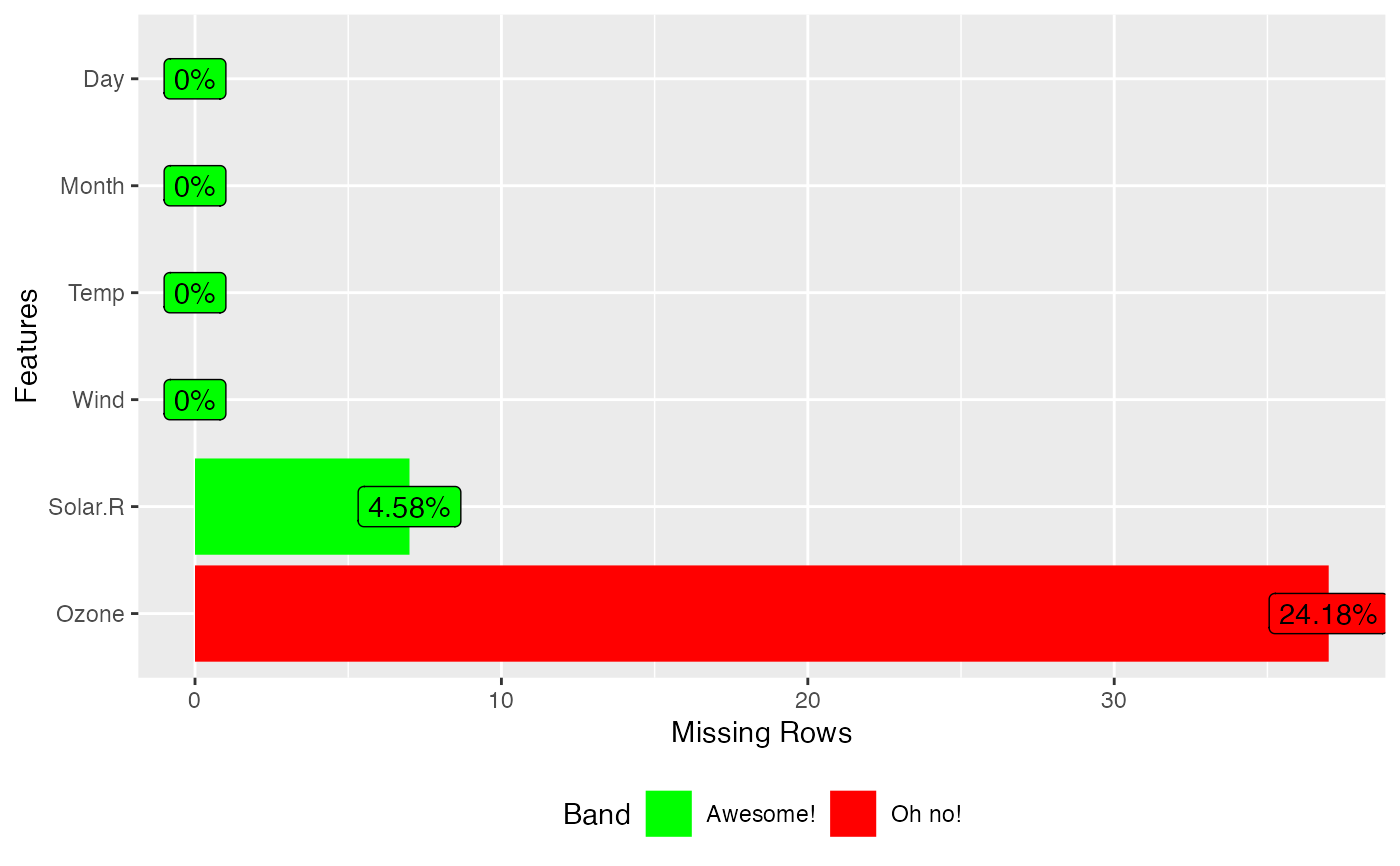 Day
0%
Month
0%
Temp
0%
Features
Wind
0%
Solar.R
4.58%
Ozone
24.18%
0 10 20 30
Missing Rows
Band Awesome! Oh no!